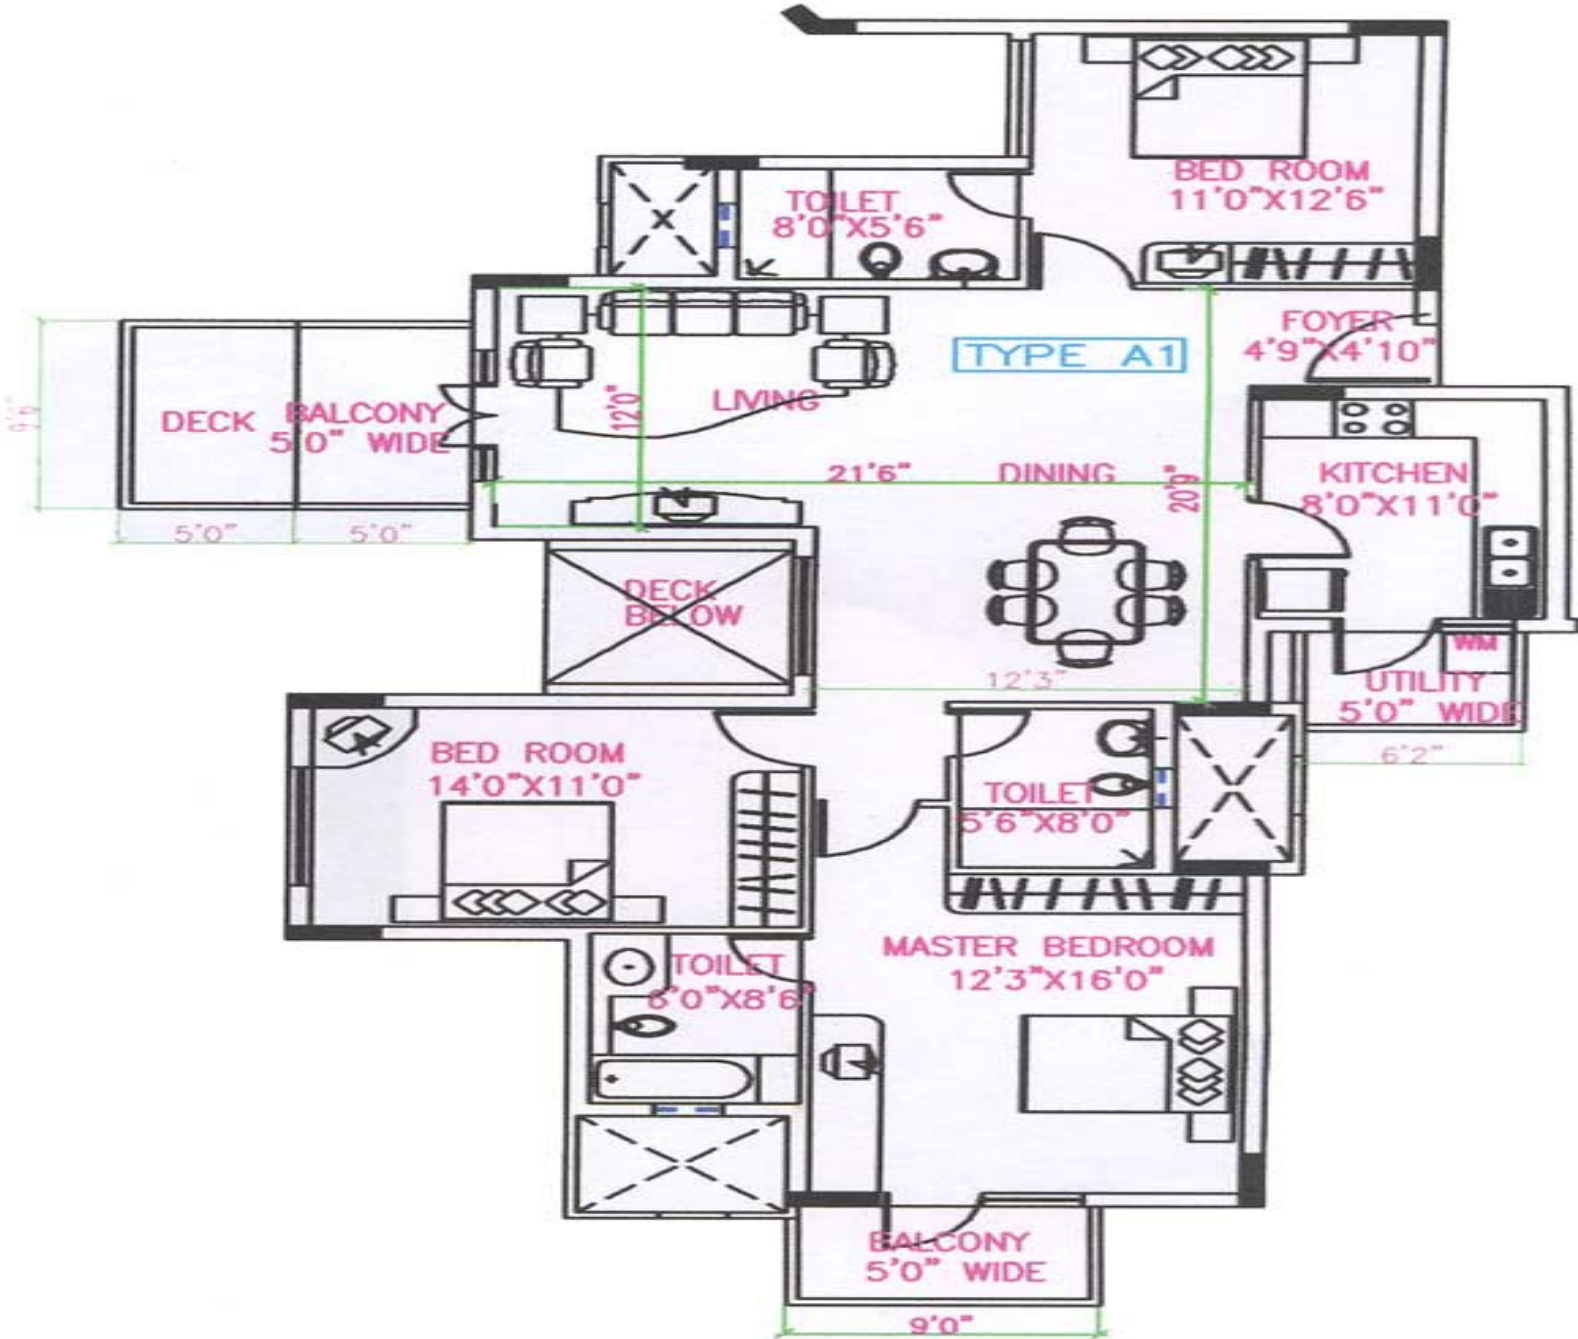 BED ROOM
11'0"X12'6"
TOILET
8'0"X5'6"
X
FOYER
4'9"X4'10"
TYPE A1
LIVING
12'0"
DECK
BALCONY
5'0" WIDE
9'6"
21'6"
DINING
20'9"
KITCHEN
8'0"X11'0"
5'0"
5'0"
DECK
BELOW
WM
UTILITY
5'0" WIDE
6'2"
12'3"
BED ROOM
14'0"X11'0"
TOILET
5'6"X8'0"
MASTER BEDROOM
12'3"X16'0"
TOILET
6'0"X8'6"
BALCONY
5'0" WIDE
9'0"